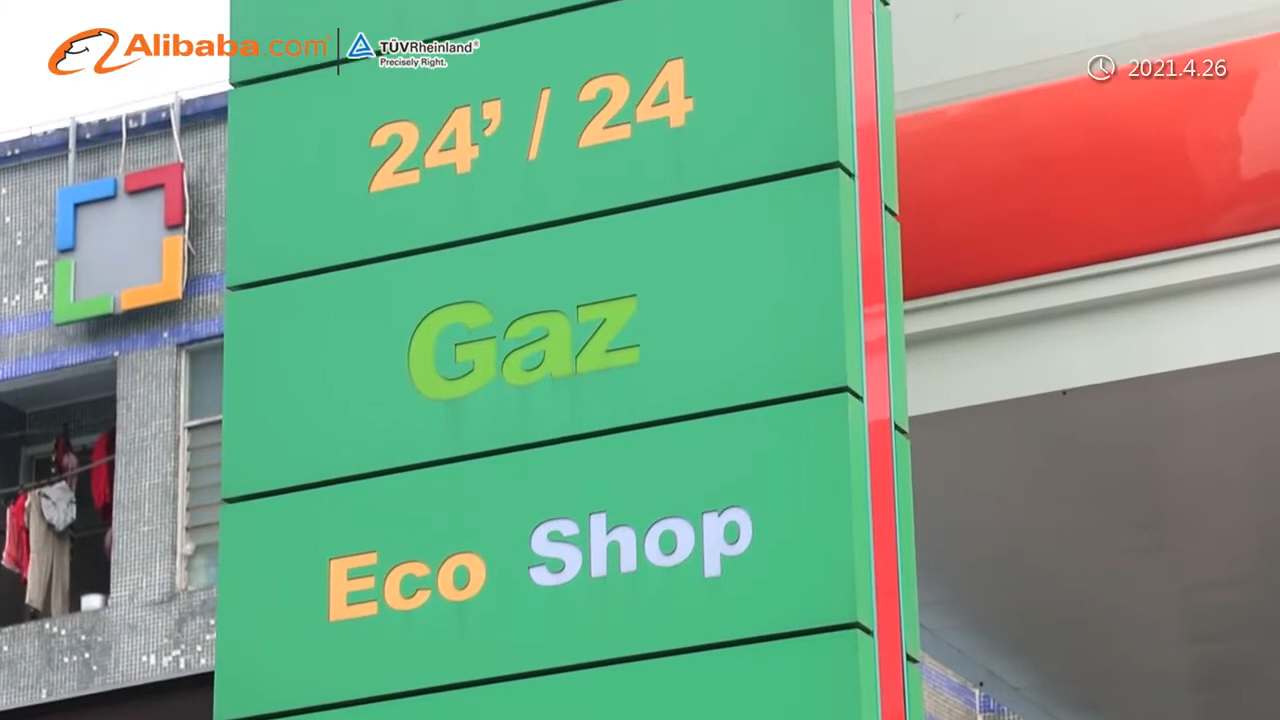 Alibaba.com
TÜVRheinland®
Precisely Right.
2021.4.26
24’ / 24
Gaz
Eco Shop